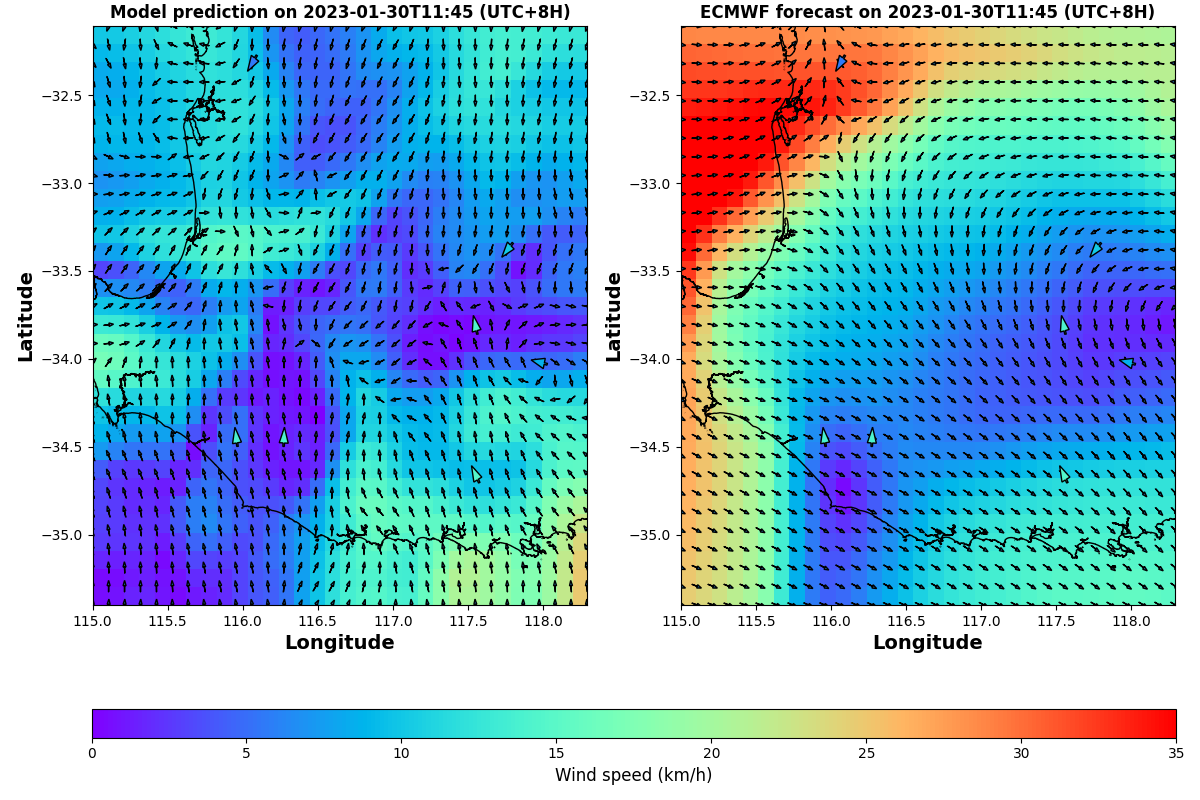 Model prediction on 2023-01-30T11:45 (UTC+8H)
ECMWF forecast on 2023-01-30T11:45 (UTC+8H)
Latitude
−32.5
−33.0
−33.5
−34.0
−34.5
−35.0
115.0 115.5 116.0 116.5 117.0 117.5 118.0
Longitude
Latitude
−32.5
−33.0
−33.5
−34.0
−34.5
−35.0
115.0 115.5 116.0 116.5 117.0 117.5 118.0
Longitude
0 5 10 15 20 25 30 35
Wind speed (km/h)